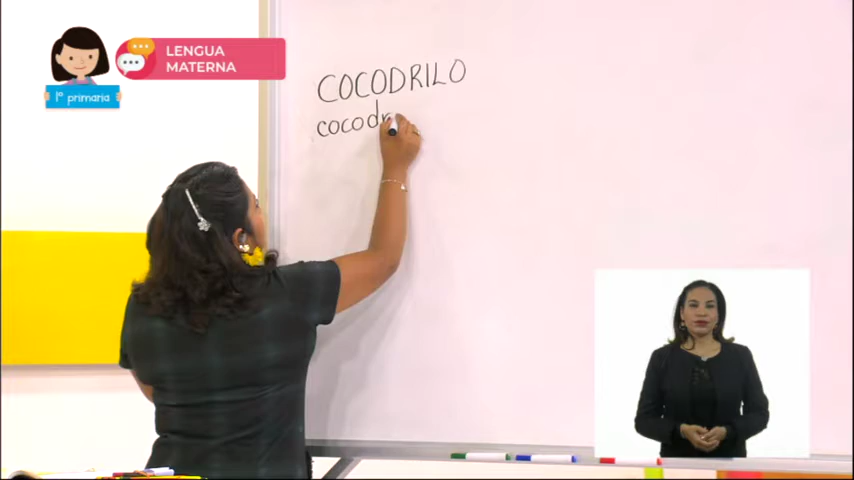 LENGUA
MATERNA
1° primaria
COCODRILO
cocodr